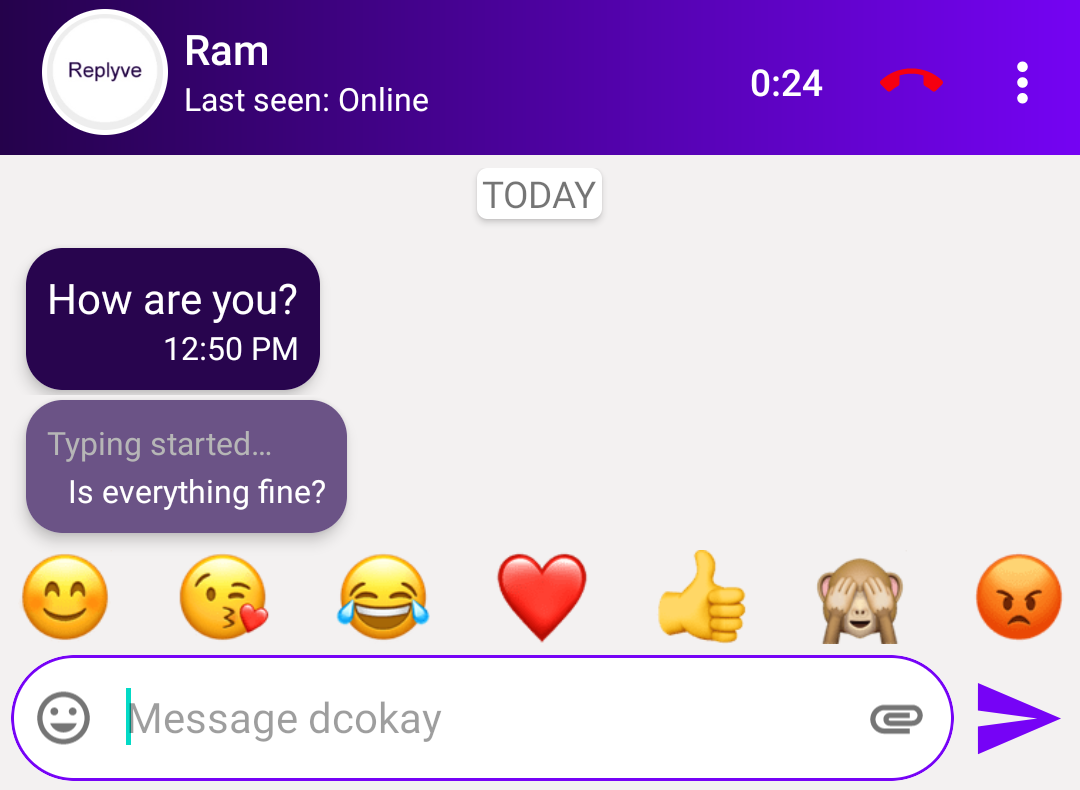 Replyve
Ram
Last seen: Online
0:24
TODAY
How are you?
12:50 PM
Typing started...
Is everything fine?
Message dcokay